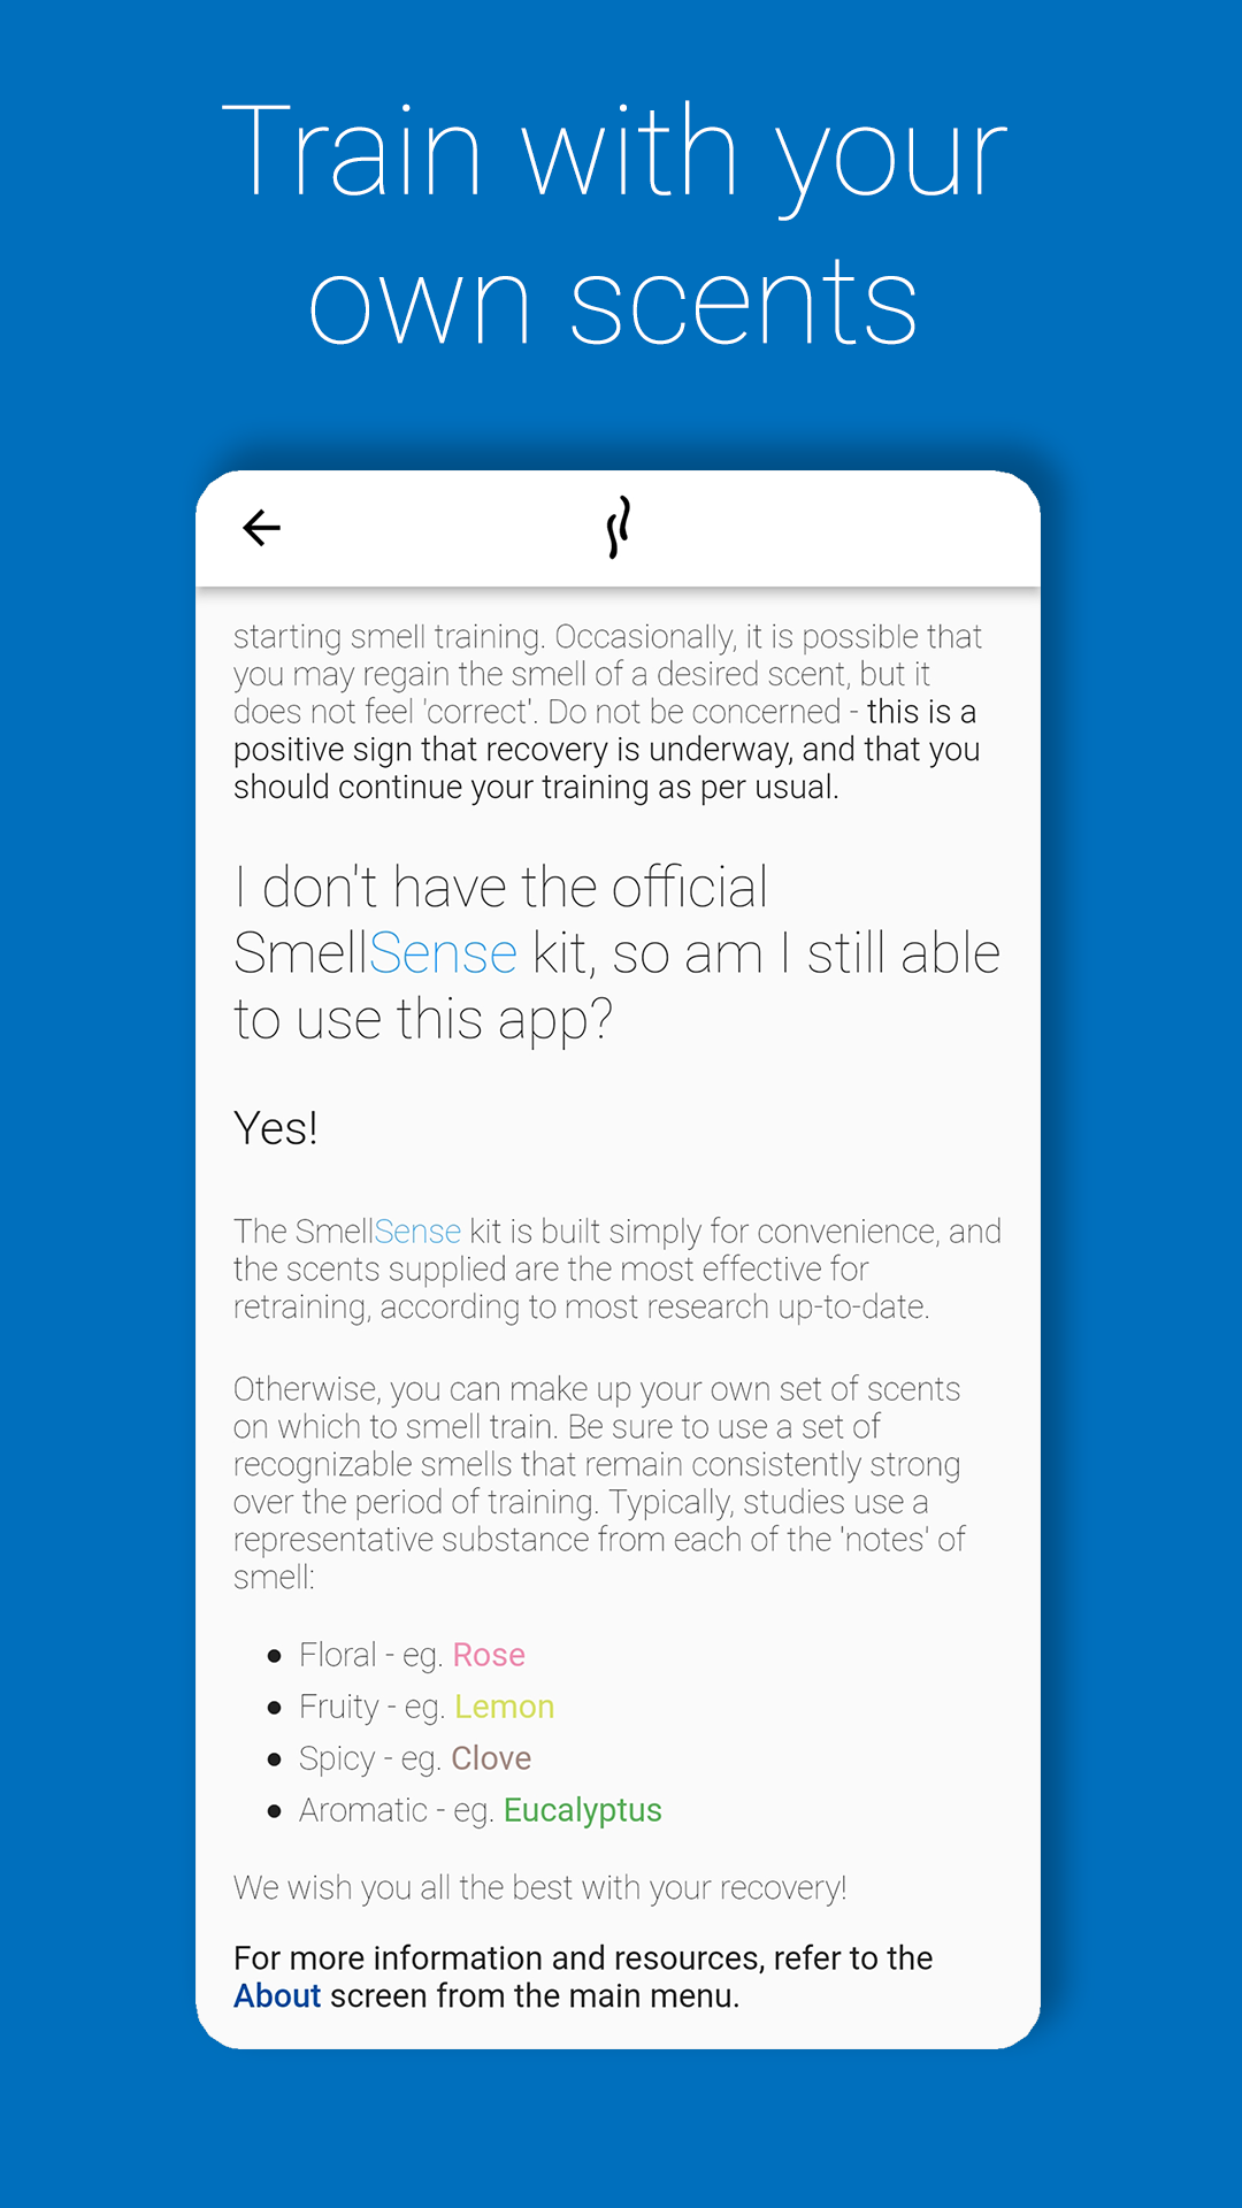 Train with your
own scents
starting smell training. Occasionally, it is possible that
you may regain the smell of a desired scent, but it
does not feel 'correct'. Do not be concerned - this is a
positive sign that recovery is underway, and that you
should continue your training as per usual.
I don't have the official
SmellSense kit, so am I still able
to use this app?
Yes!
The SmellSense kit is built simply for convenience, and
the scents supplied are the most effective for
retraining, according to most research up-to-date.
Otherwise, you can make up your own set of scents
on which to smell train. Be sure to use a set of
recognizable smells that remain consistently strong
over the period of training. Typically, studies use a
representative substance from each of the 'notes' of
smell:
● Floral - eg. Rose
● Fruity - eg. Lemon
● Spicy - eg. Clove
● Aromatic - eg. Eucalyptus
We wish you all the best with your recovery!
For more information and resources, refer to the
About screen from the main menu.